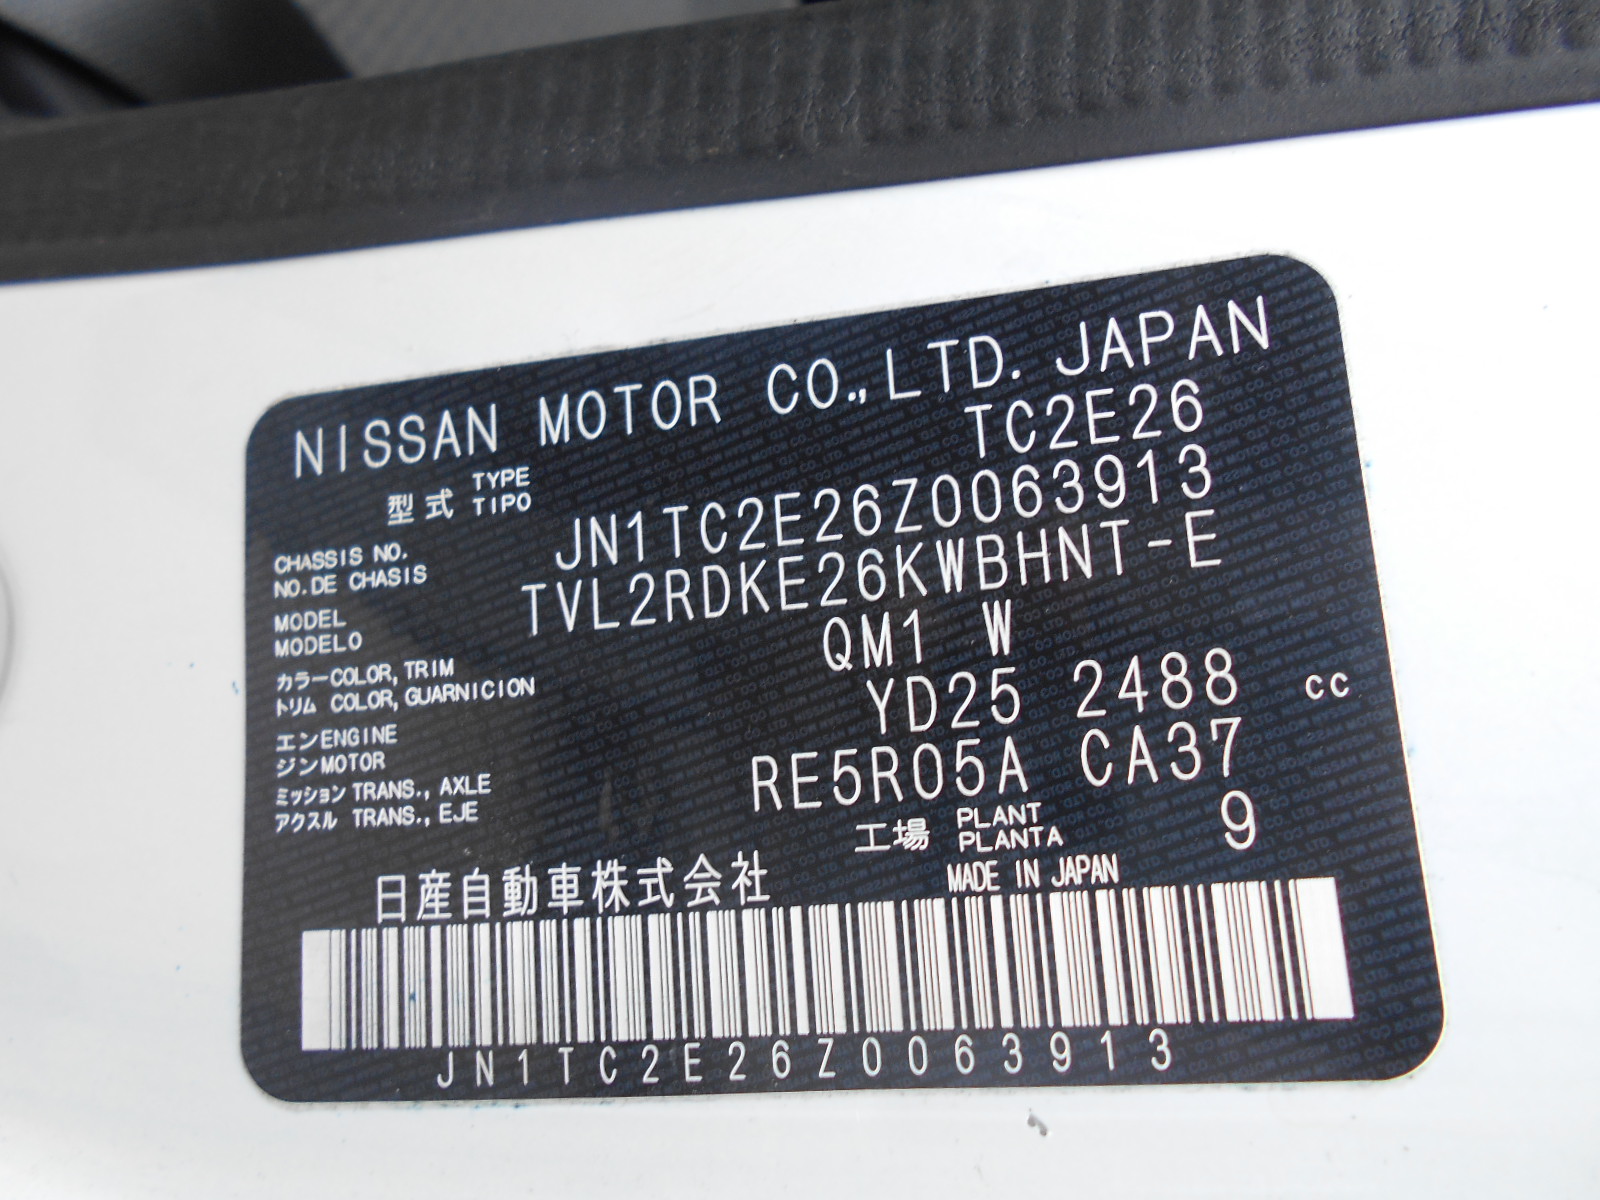 NISSAN MOTOR CO.,LTD. JAPAN
型式 TYPE TIPO TC2E26
CHASSIS NO. NO.DE CHASIS JN1TC2E26Z0063913
MODEL MODELO TVL2RDKE26KWBHNT-E
カラーCOLOR,TRIM
トリム COLOR,GUARNICION QM1 W
エンENGINE
ジンMOTOR YD25 2488 cc
ミッション TRANS., AXLE
アクスル TRANS., EJE RE5R05A CA37
工場 PLANT PLANTA 9
日産自動車株式会社 MADE IN JAPAN
JN1TC2E26Z0063913